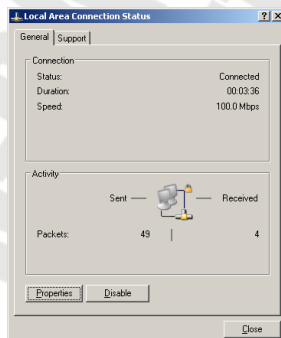 Local Area Connection Status
General Support
Connection
Status: Connected
Duration: 00:03:36
Speed: 100.0 Mbps
Activity
Sent Received
Packets: 49 4
Properties Disable
Close